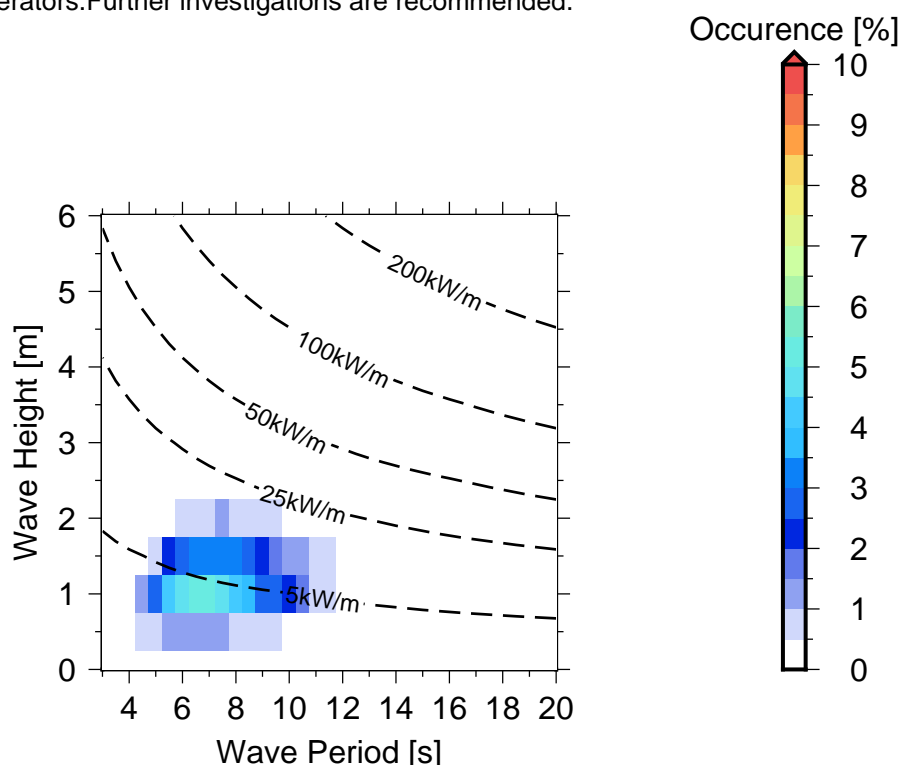 erators.Further investigations are recommended.
Occurence [%]
10
9
8
7
6
5
4
3
2
1
0
6
5
4
3
2
1
0
Wave Height [m]
200kW/m
100kW/m
50kW/m
25kW/m
5kW/m
4 6 8 10 12 14 16 18 20
Wave Period [s]